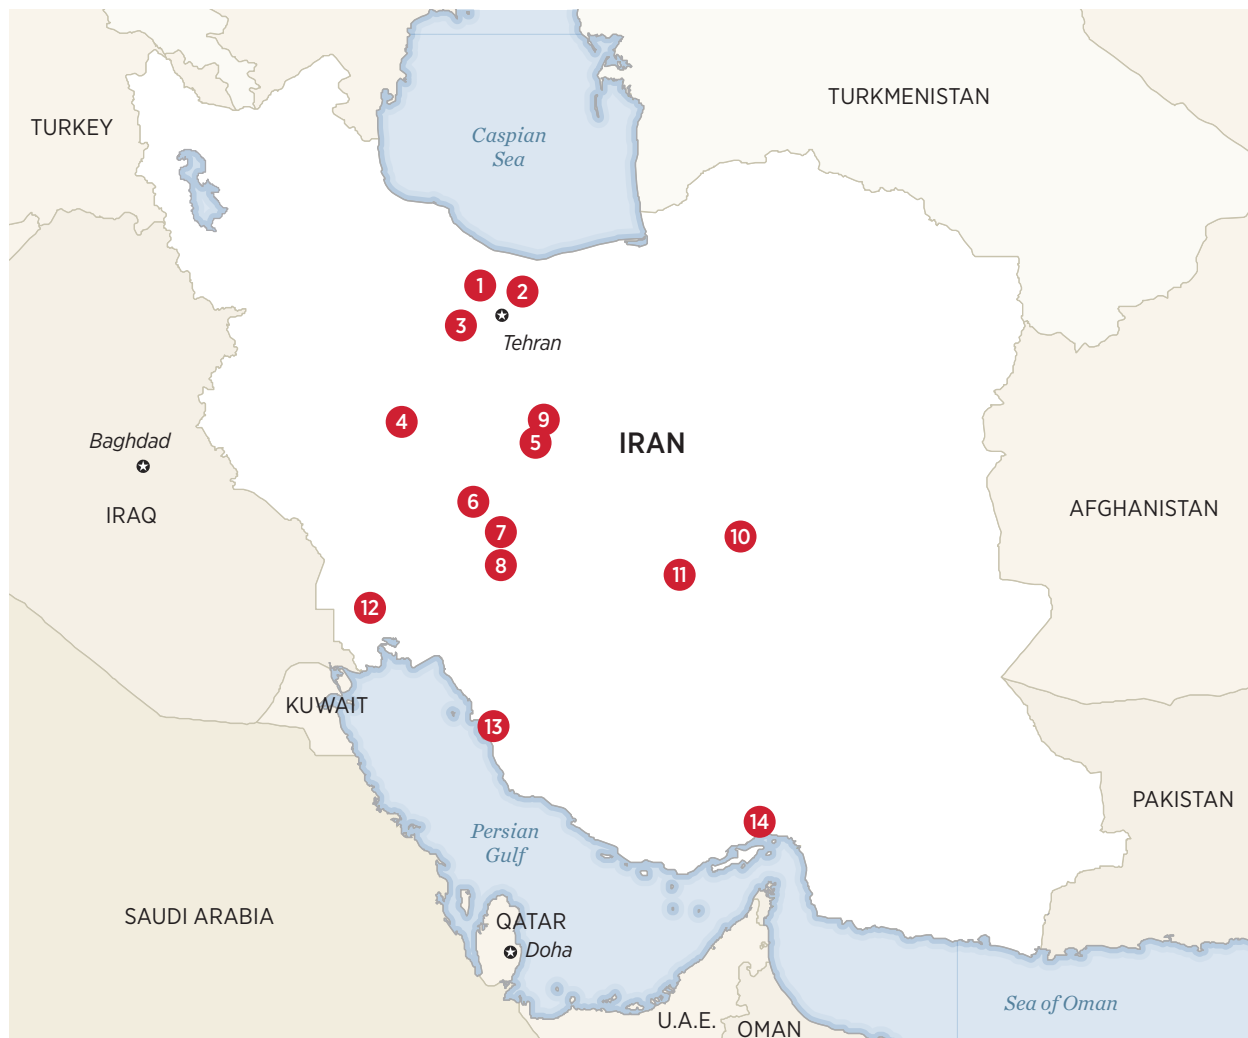 TURKEY
TURKMENISTAN
Caspian
Sea
1
2
3
Tehran
4
9
5
IRAN
Baghdad
IRAQ
6
7
8
10
11
AFGHANISTAN
12
KUWAIT
13
14
PAKISTAN
Persian
Gulf
SAUDI ARABIA
QATAR
Doha
Sea of Oman
U.A.E.
OMAN